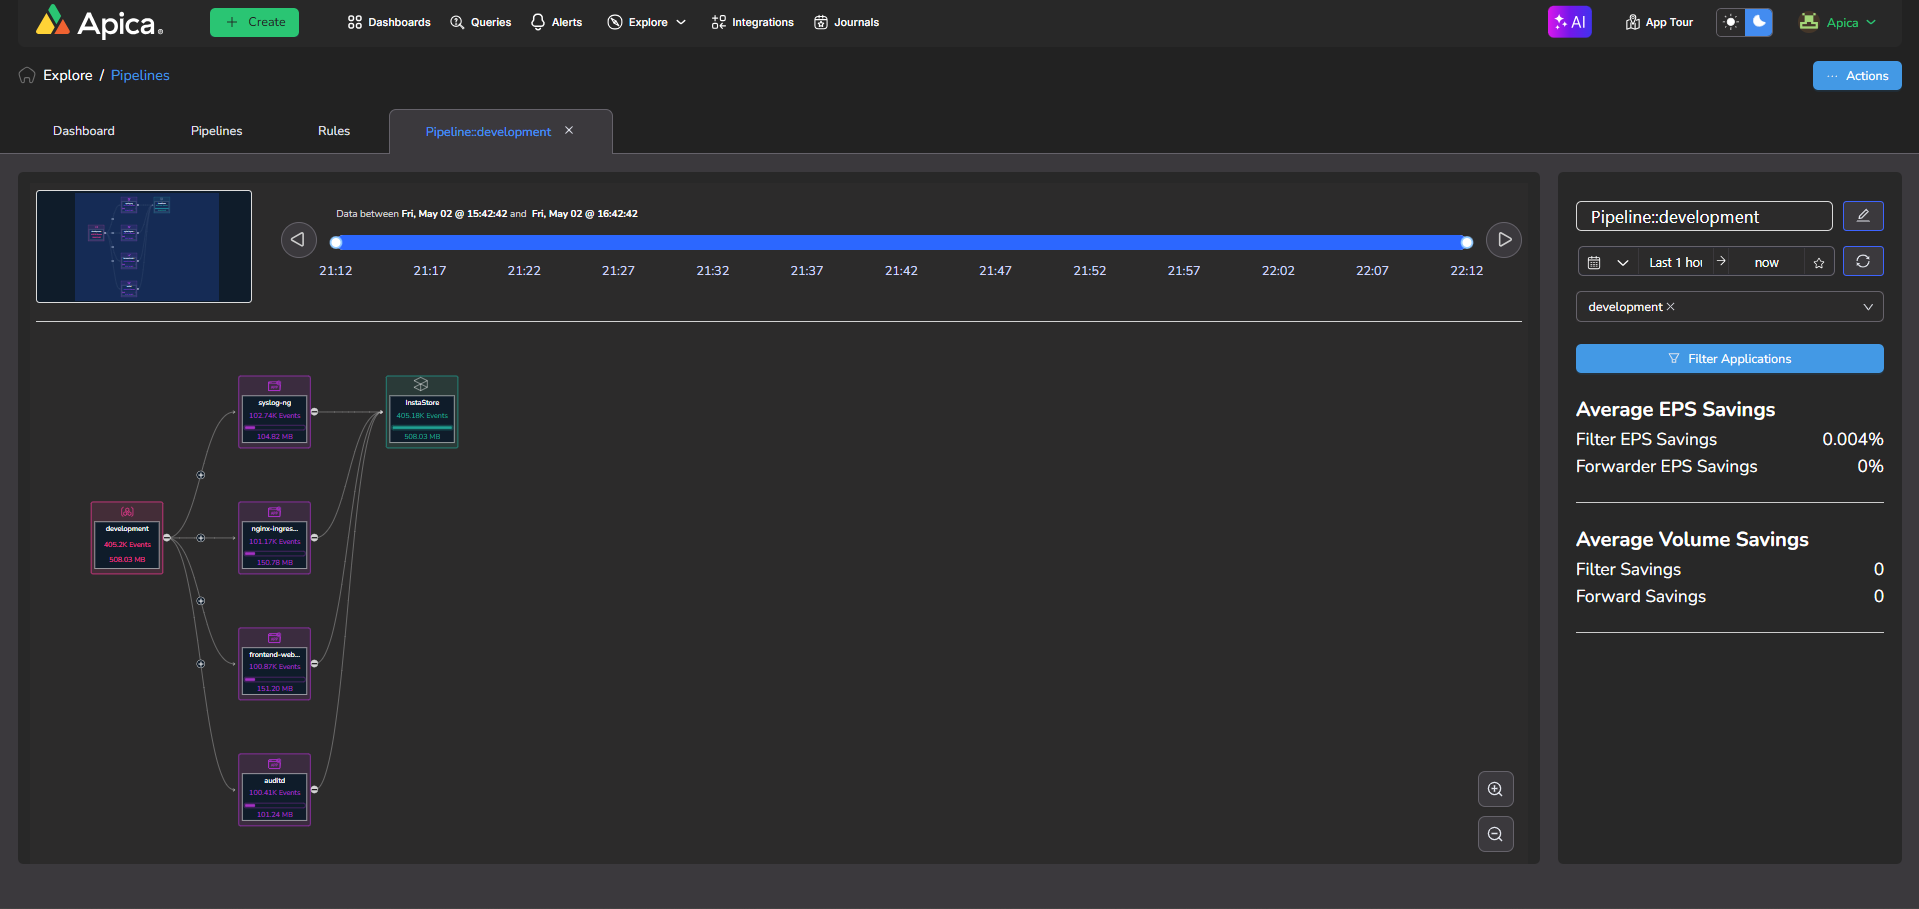 Apica
Create
Dashboards
Queries
Alerts
Explore
Integrations
Journals
AI
App Tour
Apica
Explore / Pipelines
Actions
Dashboard
Pipelines
Rules
Pipeline::development
Data between Fri, May 02 @ 15:42:42 and Fri, May 02 @ 16:42:42
21:12 21:17 21:22 21:27 21:32 21:37 21:42 21:47 21:52 21:57 22:02 22:07 22:12
syslog-ng
102.74K Events
104.82 MB
InstaStore
405.18K Events
508.03 MB
development
405.2K Events
508.03 MB
nginx-ingres...
101.17K Events
150.78 MB
frontend-web...
100.87K Events
151.20 MB
auditd
100.41K Events
101.24 MB
Pipeline::development
Last 1 hou
now
development
Filter Applications
Average EPS Savings
Filter EPS Savings 0.004%
Forwarder EPS Savings 0%
Average Volume Savings
Filter Savings 0
Forward Savings 0